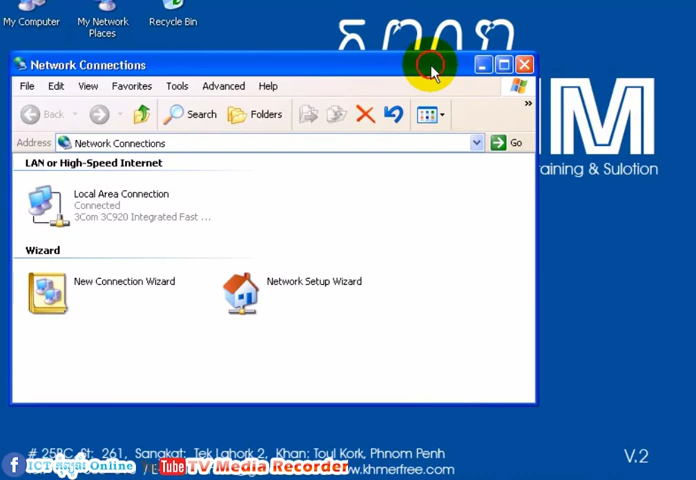 My Computer
My Network Places
Recycle Bin
Network Connections
File Edit View Favorites Tools Advanced Help
Back Search Folders
Address Network Connections Go
LAN or High-Speed Internet
Local Area Connection
Connected
3Com 3C920 Integrated Fast ...
Wizard
New Connection Wizard
Network Setup Wizard
aining & Sulotion
# 25BC, St: 261, Sangkat: Tek Lahork 2, Khan: Toul Kork, Phnom Penh
V.2
ICT Online
You Tube TV Media Recorder
www.khmerfree.com